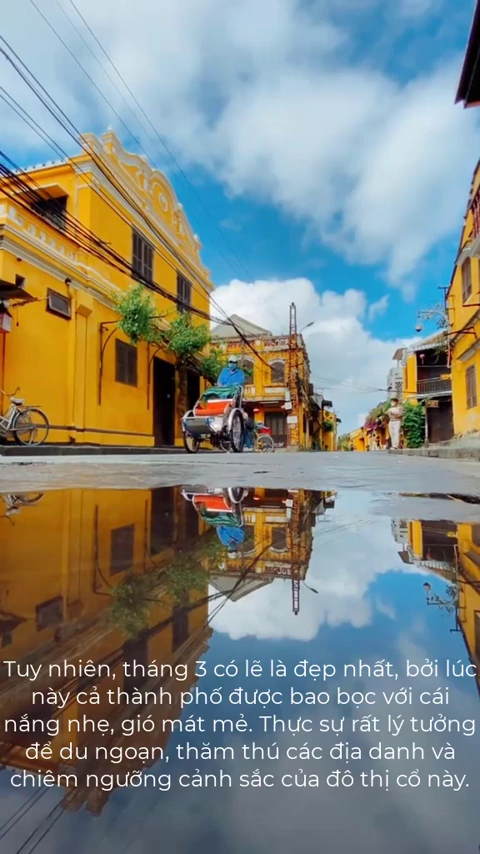 Tuy nhiên, tháng 3 có lẽ là đẹp nhất, bởi lúc
này cả thành phố được bao bọc với cái
nắng nhẹ, gió mát mẻ. Thực sự rất lý tưởng
để du ngoạn, thăm thú các địa danh và
chiêm ngưỡng cảnh sắc của đô thị cổ này.